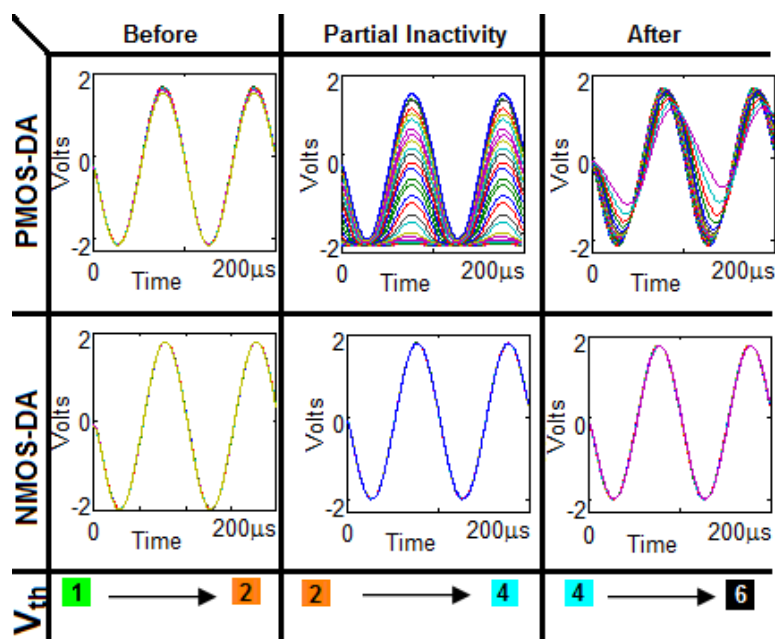 Before
Partial Inactivity
After
PMOS-DA
2
0
-2
Volts
0
Time
200µs
2
0
-2
Volts
0
Time
200µs
2
0
-2
Volts
0
Time
200µs
NMOS-DA
2
0
-2
Volts
0
Time
200µs
2
0
-2
Volts
0
Time
200µs
2
0
-2
Volts
0
Time
200µs
Vth
1
2
2
4
4
6